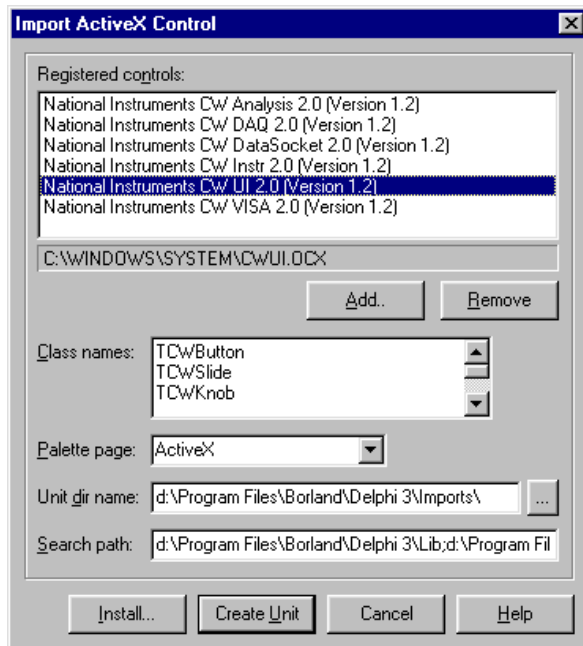 Import ActiveX Control
Registered controls:
National Instruments CW Analysis 2.0 (Version 1.2)
National Instruments CW DAQ 2.0 (Version 1.2)
National Instruments CW DataSocket 2.0 (Version 1.2)
National Instruments CW Instr 2.0 (Version 1.2)
National Instruments CW UI 2.0 (Version 1.2)
National Instruments CW VISA 2.0 (Version 1.2)
C:\WINDOWS\SYSTEM\CWUI.OCX
Add.. Remove
Class names: TCWButton
TCWSlide
TCWKnob
Palette page: ActiveX
Unit dir name: d:\Program Files\Borland\Delphi 3\Imports\ ...
Search path: d:\Program Files\Borland\Delphi 3\Lib;d:\Program Fil
Install... Create Unit Cancel Help